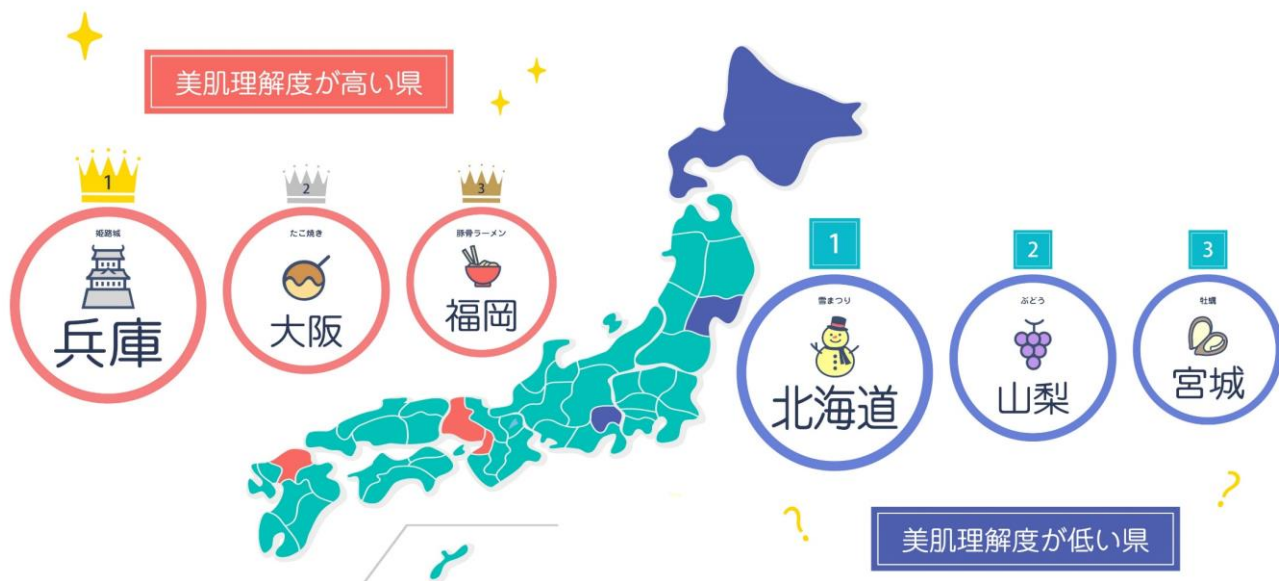 美肌理解度が高い県
1
姫路城
兵庫
2
たこ焼き
大阪
3
豚骨ラーメン
福岡
1
雪まつり
北海道
2
ぶどう
山梨
3
牡蠣
宮城
?
?
美肌理解度が低い県